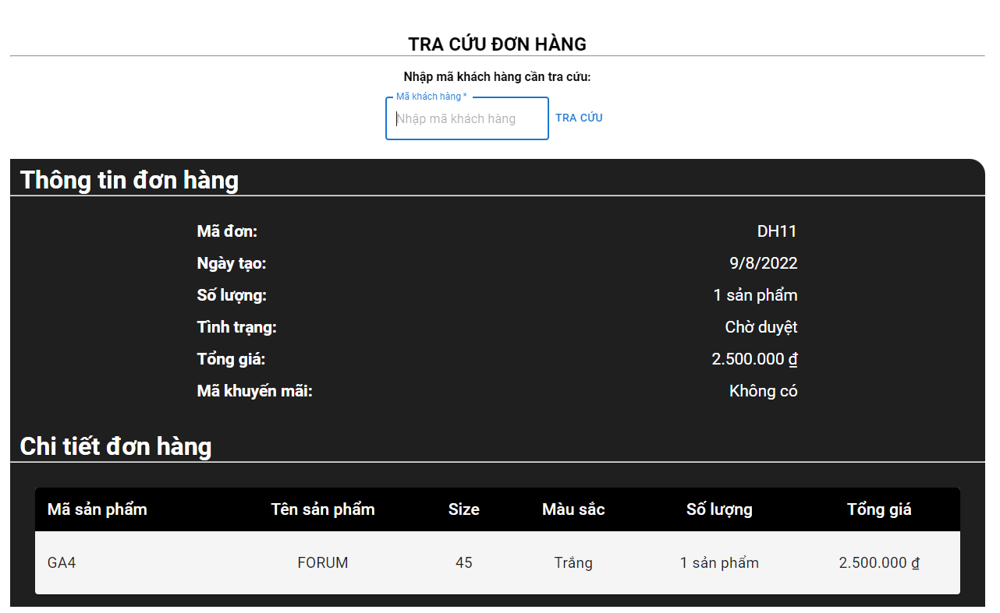 TRA CỨU ĐƠN HÀNG
Nhập mã khách hàng cần tra cứu:
Mã khách hàng *
Nhập mã khách hàng
TRA CỨU
Thông tin đơn hàng
Mã đơn: DH11
Ngày tạo: 9/8/2022
Số lượng: 1 sản phẩm
Tình trạng: Chờ duyệt
Tổng giá: 2.500.000 ₫
Mã khuyến mãi: Không có
Chi tiết đơn hàng
Mã sản phẩm Tên sản phẩm Size Màu sắc Số lượng Tổng giá
GA4 FORUM 45 Trắng 1 sản phẩm 2.500.000 ₫